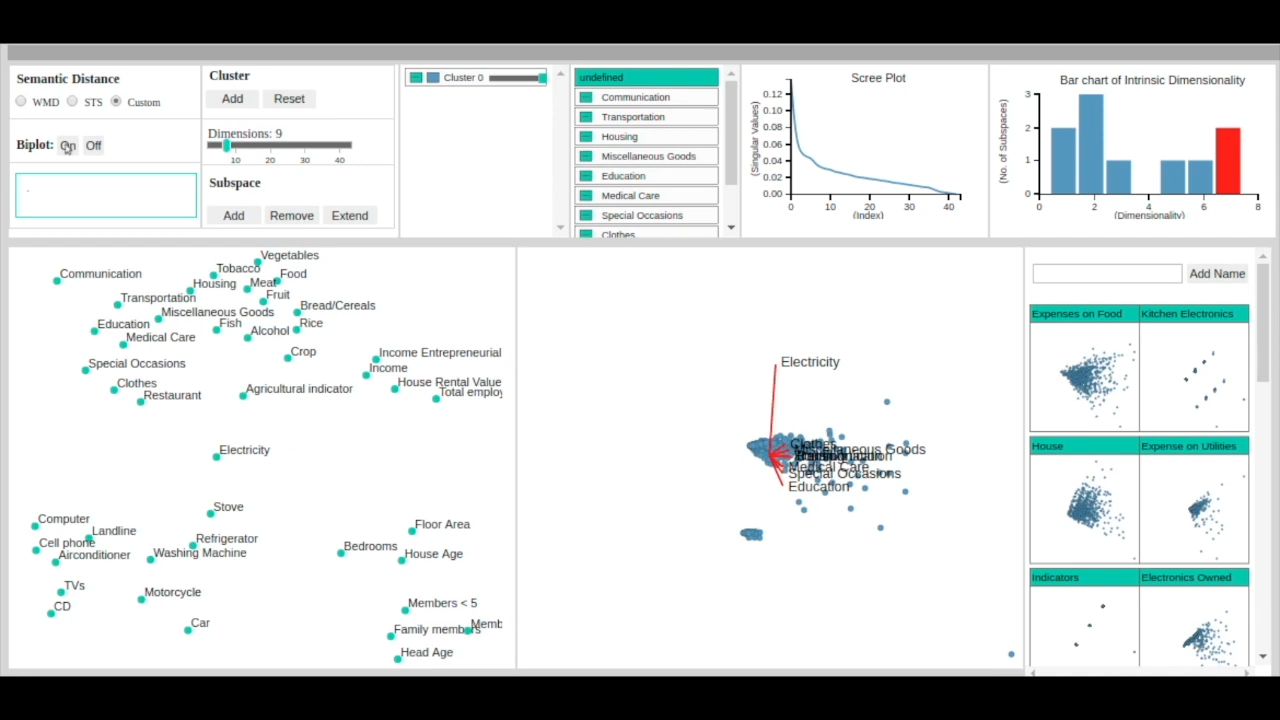 Semantic Distance
WMD STS Custom
Biplot: On Off
Cluster
Add Reset
Dimensions: 9
10 20 30 40
Subspace
Add Remove Extend
Cluster 0
undefined
Communication
Transportation
Housing
Miscellaneous Goods
Education
Medical Care
Special Occasions
Clothes
Scree Plot
(Singular Values)
0.12
0.10
0.08
0.06
0.04
0.02
0.00
0 10 20 30 40
(Index)
Bar chart of Intrinsic Dimensionality
(No. of Subspaces)
3
2
1
0
0 2 4 6 8
(Dimensionality)
Vegetables
Communication
Tobacco
Food
Housing
Meat
Fruit
Transportation
Bread/Cereals
Miscellaneous Goods
Education
Fish
Rice
Alcohol
Medical Care
Crop
Income Entrepreneurial
Special Occasions
Income
Clothes
House Rental Value
Restaurant
Agricultural indicator
Total employ
Electricity
Stove
Computer
Landline
Floor Area
Cell phone
Refrigerator
Airconditioner
Washing Machine
Bedrooms
House Age
TVs
Motorcycle
CD
Members < 5
Car
Family members
Memb
Head Age
Electricity
Clothes
Miscellaneous Goods
Medical Care
Special Occasions
Education
Add Name
Expenses on Food Kitchen Electronics
House Expense on Utilities
Indicators Electronics Owned